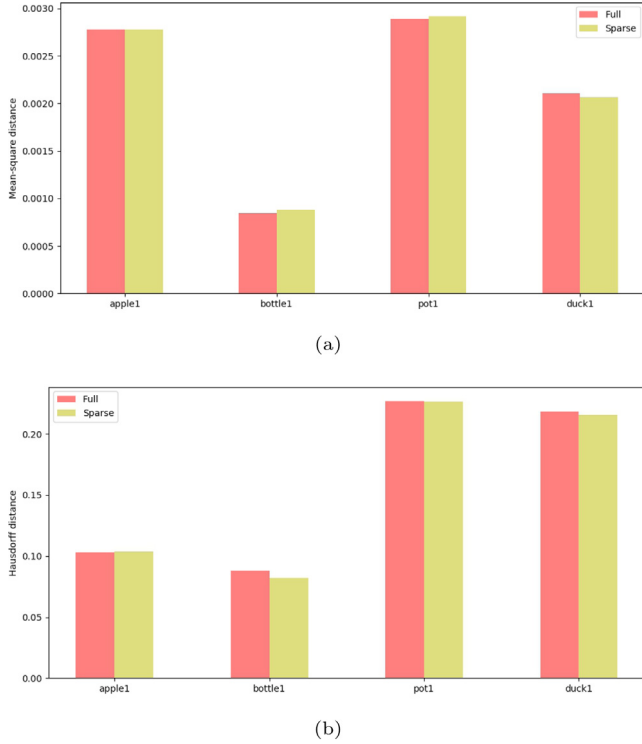 0.0030
0.0025
0.0020
0.0015
0.0010
0.0005
0.0000
Mean-square distance
Full
Sparse
apple1
bottle1
pot1
duck1
(a)
0.20
0.15
0.10
0.05
0.00
Hausdorff distance
Full
Sparse
apple1
bottle1
pot1
duck1
(b)